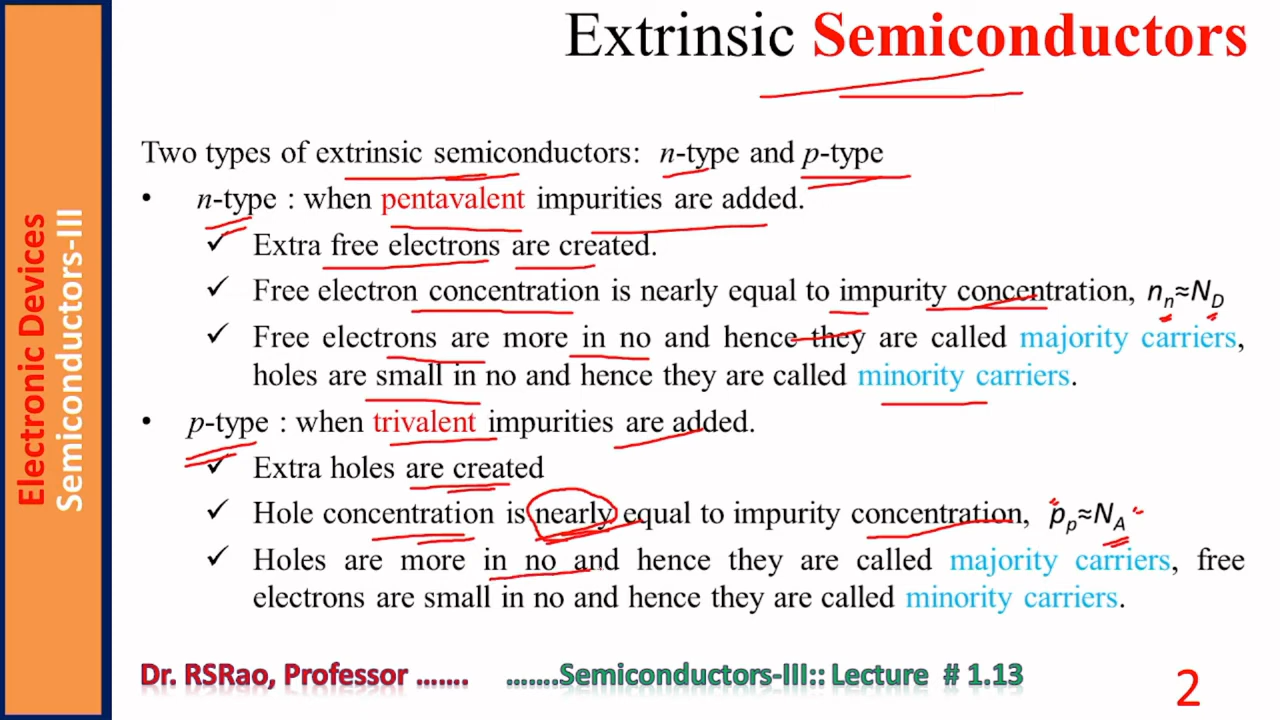 Extrinsic Semiconductors
Electronic Devices
Semiconductors-III
Two types of extrinsic semiconductors: n-type and p-type
• n-type : when pentavalent impurities are added.
✓ Extra free electrons are created.
✓ Free electron concentration is nearly equal to impurity concentration, nₙ≈N_D
✓ Free electrons are more in no and hence they are called majority carriers,
holes are small in no and hence they are called minority carriers.
• p-type : when trivalent impurities are added.
✓ Extra holes are created
✓ Hole concentration is nearly equal to impurity concentration, pₚ≈N_A
✓ Holes are more in no and hence they are called majority carriers, free
electrons are small in no and hence they are called minority carriers.
Dr. RSRao, Professor ....... .......Semiconductors-III:: Lecture # 1.13
2